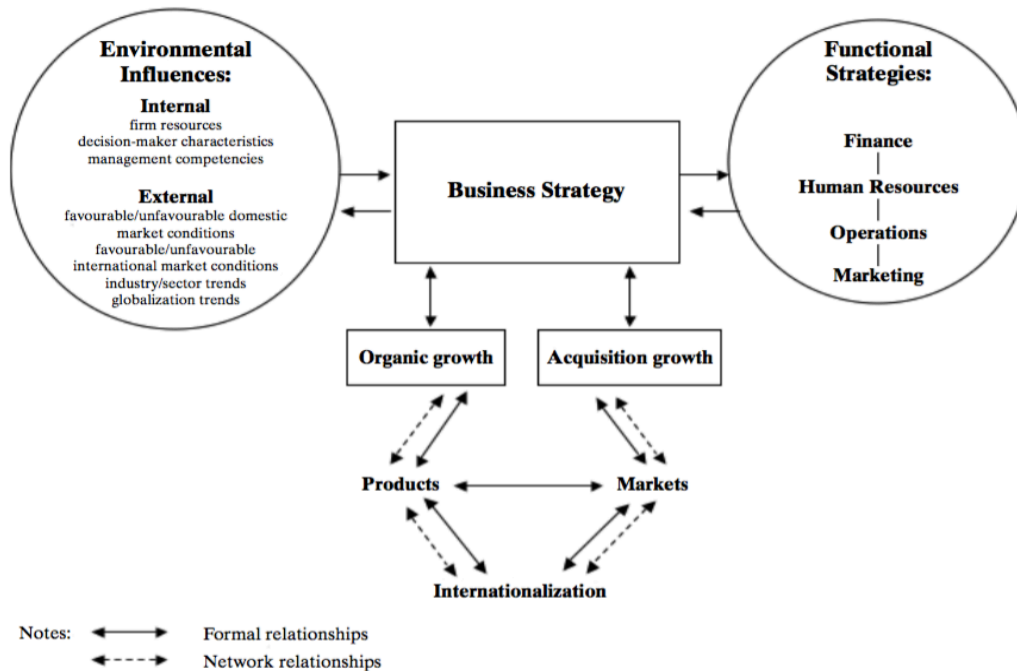 Environmental
Influences:
Internal
firm resources
decision-maker characteristics
management competencies
External
favourable/unfavourable domestic
market conditions
favourable/unfavourable
international market conditions
industry/sector trends
globalization trends
Business Strategy
Functional
Strategies:
Finance
Human Resources
Operations
Marketing
Organic growth
Acquisition growth
Products
Markets
Internationalization
Notes:
Formal relationships
Network relationships